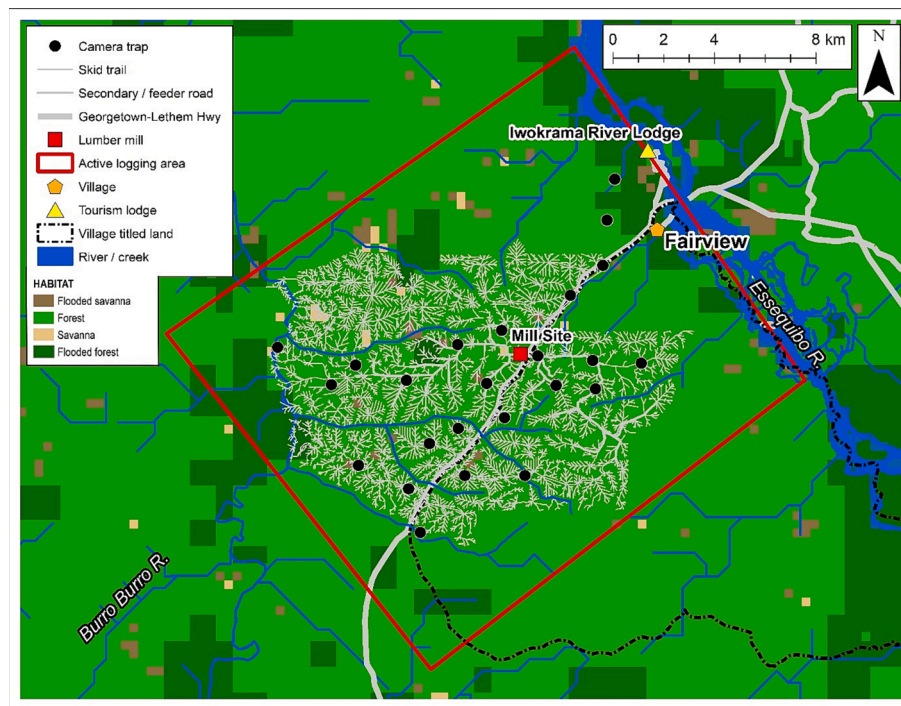 Camera trap
Skid trail
Secondary / feeder road
Georgetown-Lethem Hwy
Lumber mill
Active logging area
Village
Tourism lodge
Village titled land
River / creek
HABITAT
Flooded savanna
Forest
Savanna
Flooded forest
0 2 4 8 km
N
Iwokrama River Lodge
Fairview
Essequibo R.
Mill Site
Burro Burro R.